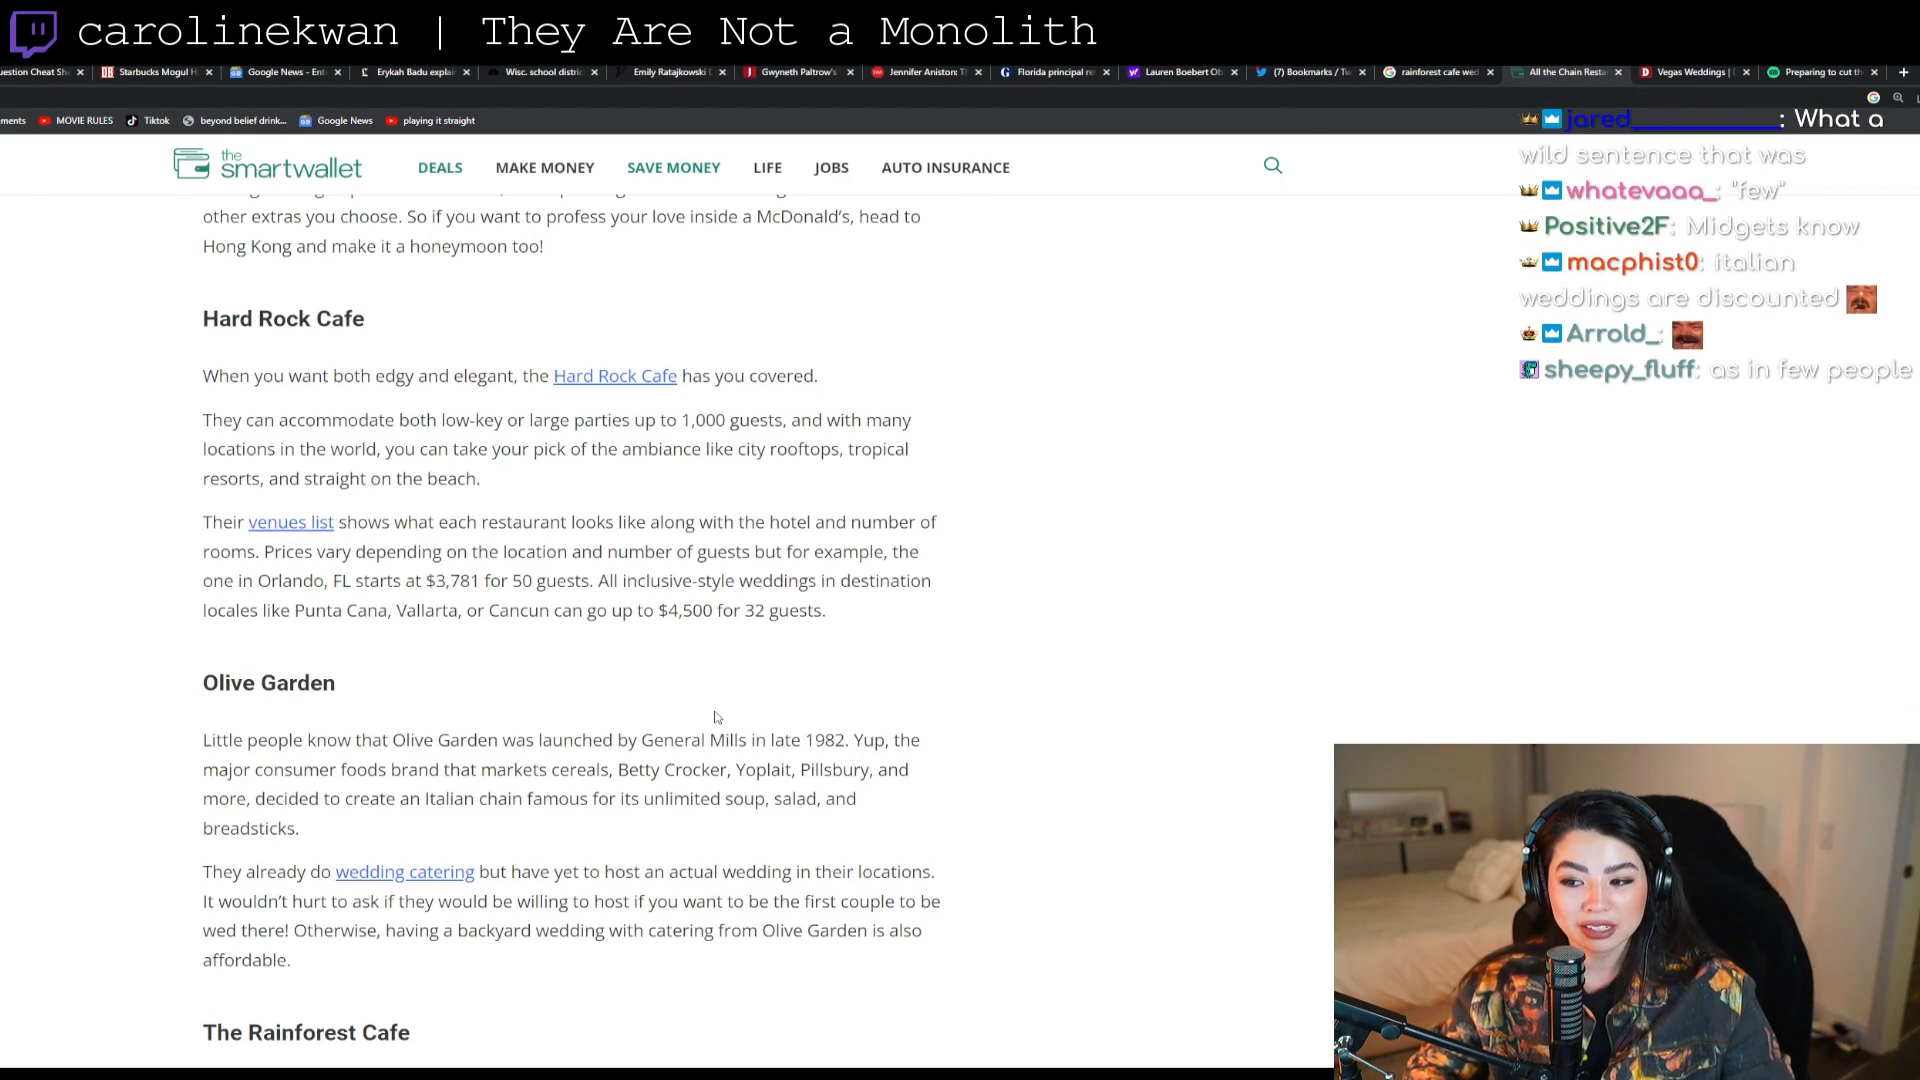 carolinekwan | They Are Not a Monolith
uestion Cheat She
Starbucks Mogul H
Google News - Ent
Erykah Badu explai
Wisc. school distric
Emily Ratajkowski D
Gwyneth Paltrow's
Jennifer Aniston: Th
Florida principal re
Lauren Boebert Ob
(7) Bookmarks / Tw
rainforest cafe wed
All the Chain Resta
Vegas Weddings | D
Preparing to cut th
ments
MOVIE RULES
Tiktok
beyond belief drink...
Google News
playing it straight
jared____________: What a
wild sentence that was
whatevaaa_: "few"
Positive2F: Midgets know
macphist0: italian
weddings are discounted
Arrold_:
sheepy_fluff: as in few people
the smartwallet
DEALS
MAKE MONEY
SAVE MONEY
LIFE
JOBS
AUTO INSURANCE
other extras you choose. So if you want to profess your love inside a McDonald's, head to
Hong Kong and make it a honeymoon too!
Hard Rock Cafe
When you want both edgy and elegant, the Hard Rock Cafe has you covered.
They can accommodate both low-key or large parties up to 1,000 guests, and with many
locations in the world, you can take your pick of the ambiance like city rooftops, tropical
resorts, and straight on the beach.
Their venues list shows what each restaurant looks like along with the hotel and number of
rooms. Prices vary depending on the location and number of guests but for example, the
one in Orlando, FL starts at $3,781 for 50 guests. All inclusive-style weddings in destination
locales like Punta Cana, Vallarta, or Cancun can go up to $4,500 for 32 guests.
Olive Garden
Little people know that Olive Garden was launched by General Mills in late 1982. Yup, the
major consumer foods brand that markets cereals, Betty Crocker, Yoplait, Pillsbury, and
more, decided to create an Italian chain famous for its unlimited soup, salad, and
breadsticks.
They already do wedding catering but have yet to host an actual wedding in their locations.
It wouldn't hurt to ask if they would be willing to host if you want to be the first couple to be
wed there! Otherwise, having a backyard wedding with catering from Olive Garden is also
affordable.
The Rainforest Cafe